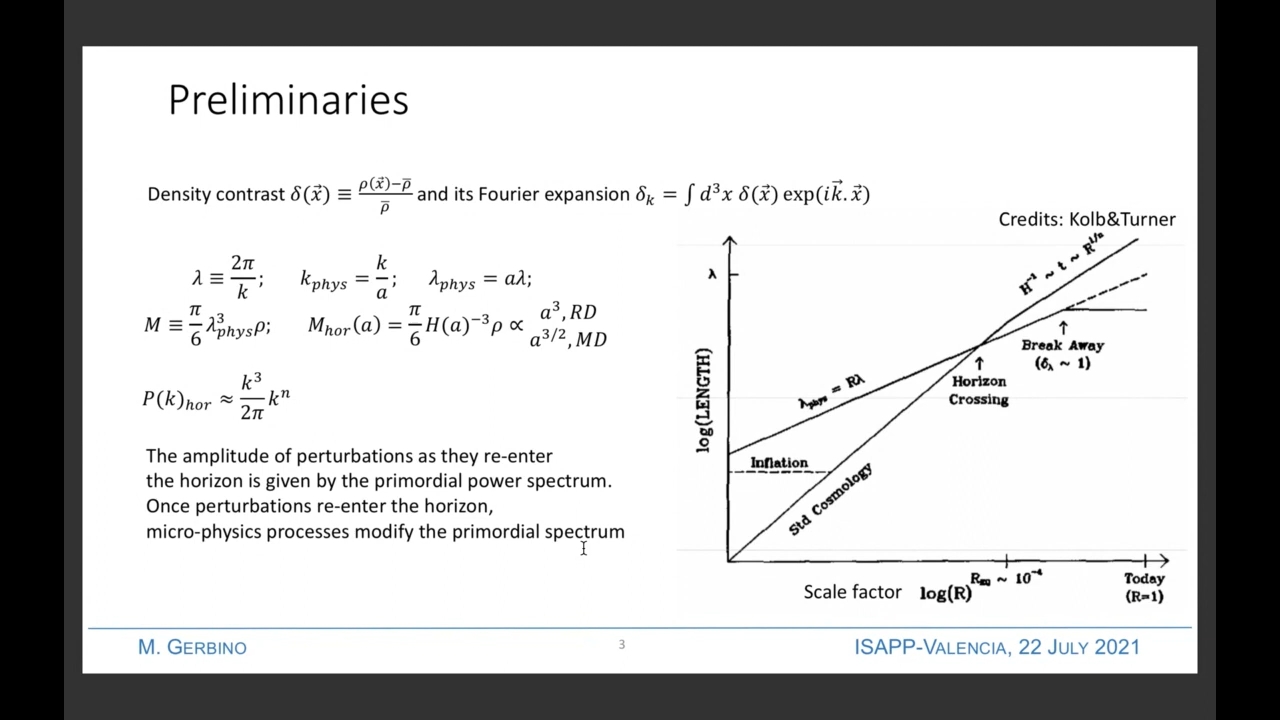 Preliminaries
Density contrast δ(x⃗) ≡ (ρ(x⃗)−ρ̅)/ρ̅ and its Fourier expansion δₖ = ∫ d³x δ(x⃗) exp(ik⃗.x⃗)
Credits: Kolb&Turner
λ ≡ 2π/k; k_phys = k/a; λ_phys = aλ;
M ≡ π/6 λ³_phys ρ; M_hor(a) = π/6 H(a)⁻³ρ ∝ a³, RD
a^{3/2}, MD
P(k)_hor ≈ k³/2π kⁿ
The amplitude of perturbations as they re-enter
the horizon is given by the primordial power spectrum.
Once perturbations re-enter the horizon,
micro-physics processes modify the primordial spectrum
λ
log(LENGTH)
H⁻¹ ~ t ~ R^{1/n}
λ_phys = Rλ
Break Away
(δ_λ ~ 1)
Horizon
Crossing
Inflation
Std Cosmology
Scale factor log(R)
R_eq ~ 10⁻⁴
Today
(R=1)
M. GERBINO
3
ISAPP-VALENCIA, 22 JULY 2021